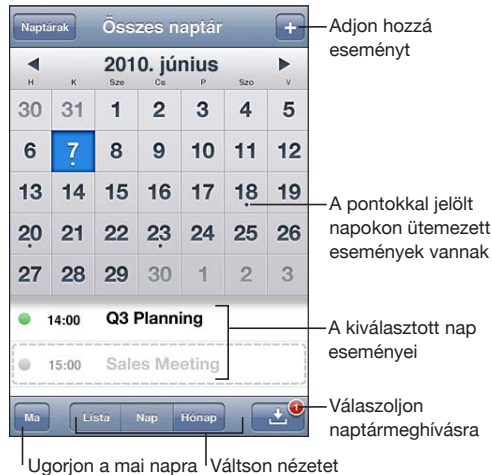 Naptárak Összes naptár +
Adjon hozzá
eseményt
2010. június
H K Sze Cs P Szo V
30 31 1 2 3 4 5
6 7 8 9 10 11 12
13 14 15 16 17 18 19
20 21 22 23 24 25 26
27 28 29 30 1 2 3
A pontokkal jelölt
napokon ütemezett
események vannak
14:00 Q3 Planning
15:00 Sales Meeting
A kiválasztott nap
eseményei
Ma Lista Nap Hónap 1
Válaszoljon
naptármeghívásra
Ugorjon a mai napra Váltson nézetet